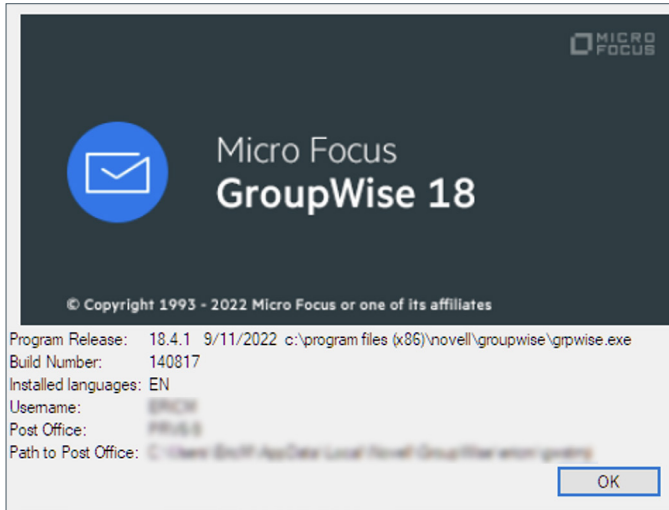 MICRO
FOCUS
Micro Focus
GroupWise 18
© Copyright 1993 - 2022 Micro Focus or one of its affiliates
Program Release: 18.4.1 9/11/2022 c:\program files (x86)\novell\groupwise\grpwise.exe
Build Number: 140817
Installed languages: EN
Username:
Post Office:
Path to Post Office:
OK